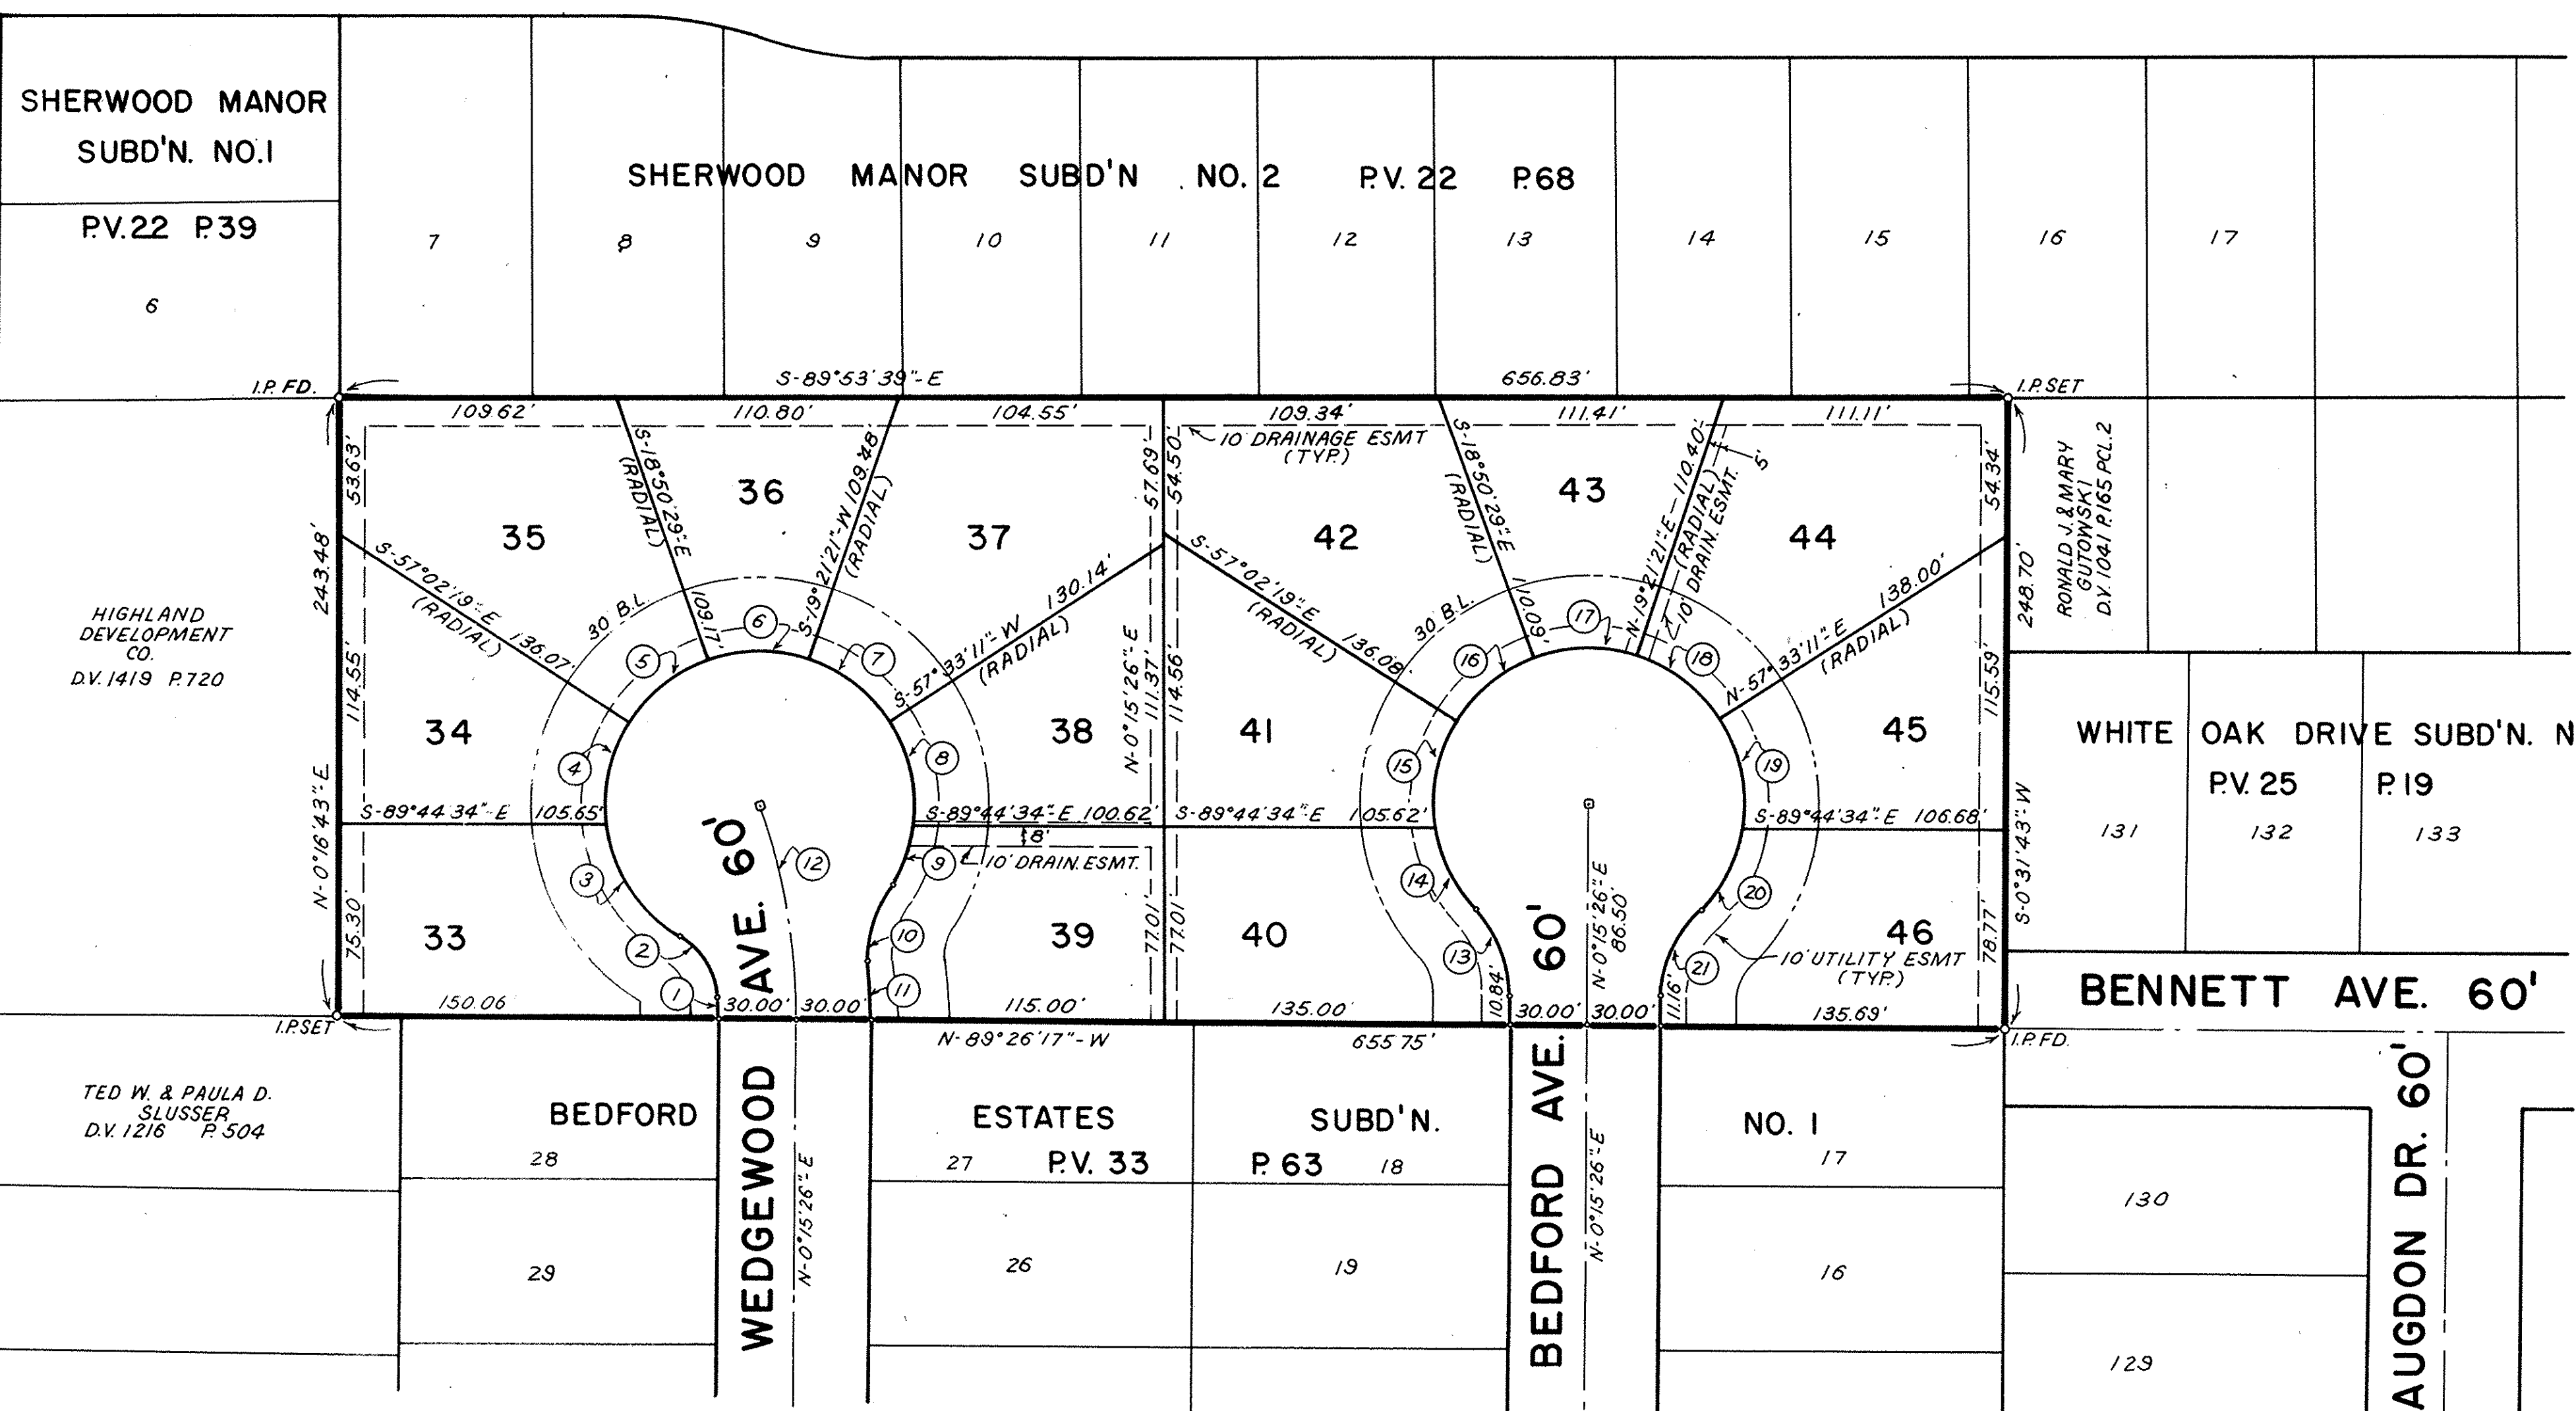 SHERWOOD MANOR
SUBD'N. NO.1
P.V. 22 P. 39
6
SHERWOOD MANOR SUBD'N NO. 2 P.V. 22 P. 68
7 8 9 10 11 12 13 14 15 16 17
I.P. FD.
S-89°53'39"-E
656.83'
I.P. SET
109.62'
110.80'
104.55'
109.34'
111.41'
111.11'
10' DRAINAGE ESMT
(TYP.)
53.63'
S-18°50'29"-E
(RADIAL)
109.17'
S-19°21'21"-W 109.48
(RADIAL)
57.69'
54.50'
S-18°50'29"-E
(RADIAL)
110.09'
N-19°21'21"-E-110.40'
(RADIAL)
10' DRAIN. ESMT.
5'
54.34'
RONALD J. & MARY
GUTOWSKI
D.V. 1041 P.165 PCL.2
35
36
37
42
43
44
243.48'
S-57°02'19"-E
(RADIAL)
136.07'
30' B.L.
S-57°33'11"-W
130.14'
(RADIAL)
S-57°02'19"-E
(RADIAL)
136.08'
30' B.L.
N-57°33'11"-E
138.00'
(RADIAL)
248.70'
HIGHLAND
DEVELOPMENT
CO.
D.V. 1419 P.720
5
6
7
16
17
18
114.55'
N-0°15'26"-E
111.37'
114.56'
115.59'
34
4
8
38
41
15
19
45
WHITE OAK DRIVE SUBD'N. N
P.V. 25 P. 19
131 132 133
N-0°16'43"-E
S-89°44'34"-E 105.65'
S-89°44'34"-E 100.62'
S-89°44'34"-E 105.62'
S-89°44'34"-E 106.68'
S-0°31'43"-W
8'
10' DRAIN. ESMT.
3
12
9
14
20
N-0°15'26"-E
86.50'
75.30'
33
2
10
39
77.01'
77.01'
40
13
21
46
78.77'
10' UTILITY ESMT
(TYP.)
1
11
10.84'
11.16'
150.06
30.00'
30.00'
115.00'
135.00'
30.00'
30.00'
135.69'
I.P. SET
N-89°26'17"-W
655.75'
I.P. FD.
BENNETT AVE. 60'
WEDGEWOOD AVE. 60'
N-0°15'26"-E
BEDFORD AVE. 60'
N-0°15'26"-E
AUGDON DR. 60'
TED W. & PAULA D.
SLUSSER
D.V. 1216 P. 504
BEDFORD ESTATES SUBD'N. NO. 1
P.V. 33 P. 63
28 27 18 17
29 26 19 16
130
129